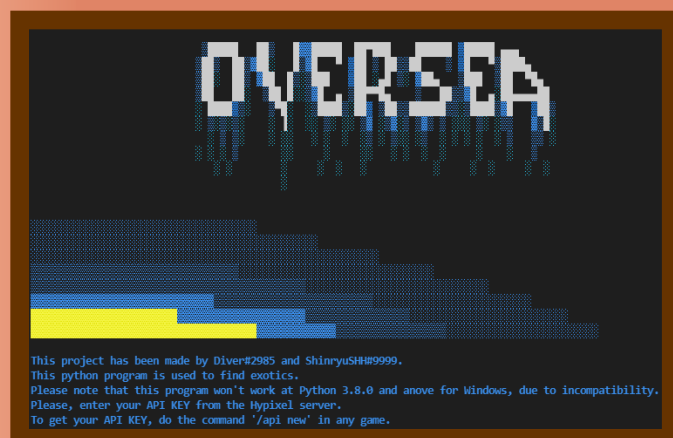 OVERSEA
This project has been made by Diver#2985 and ShinryuSHH#9999.
This python program is used to find exotics.
Please note that this program won't work at Python 3.8.0 and anove for Windows, due to incompatibility.
Please, enter your API KEY from the Hypixel server.
To get your API KEY, do the command '/api new' in any game.